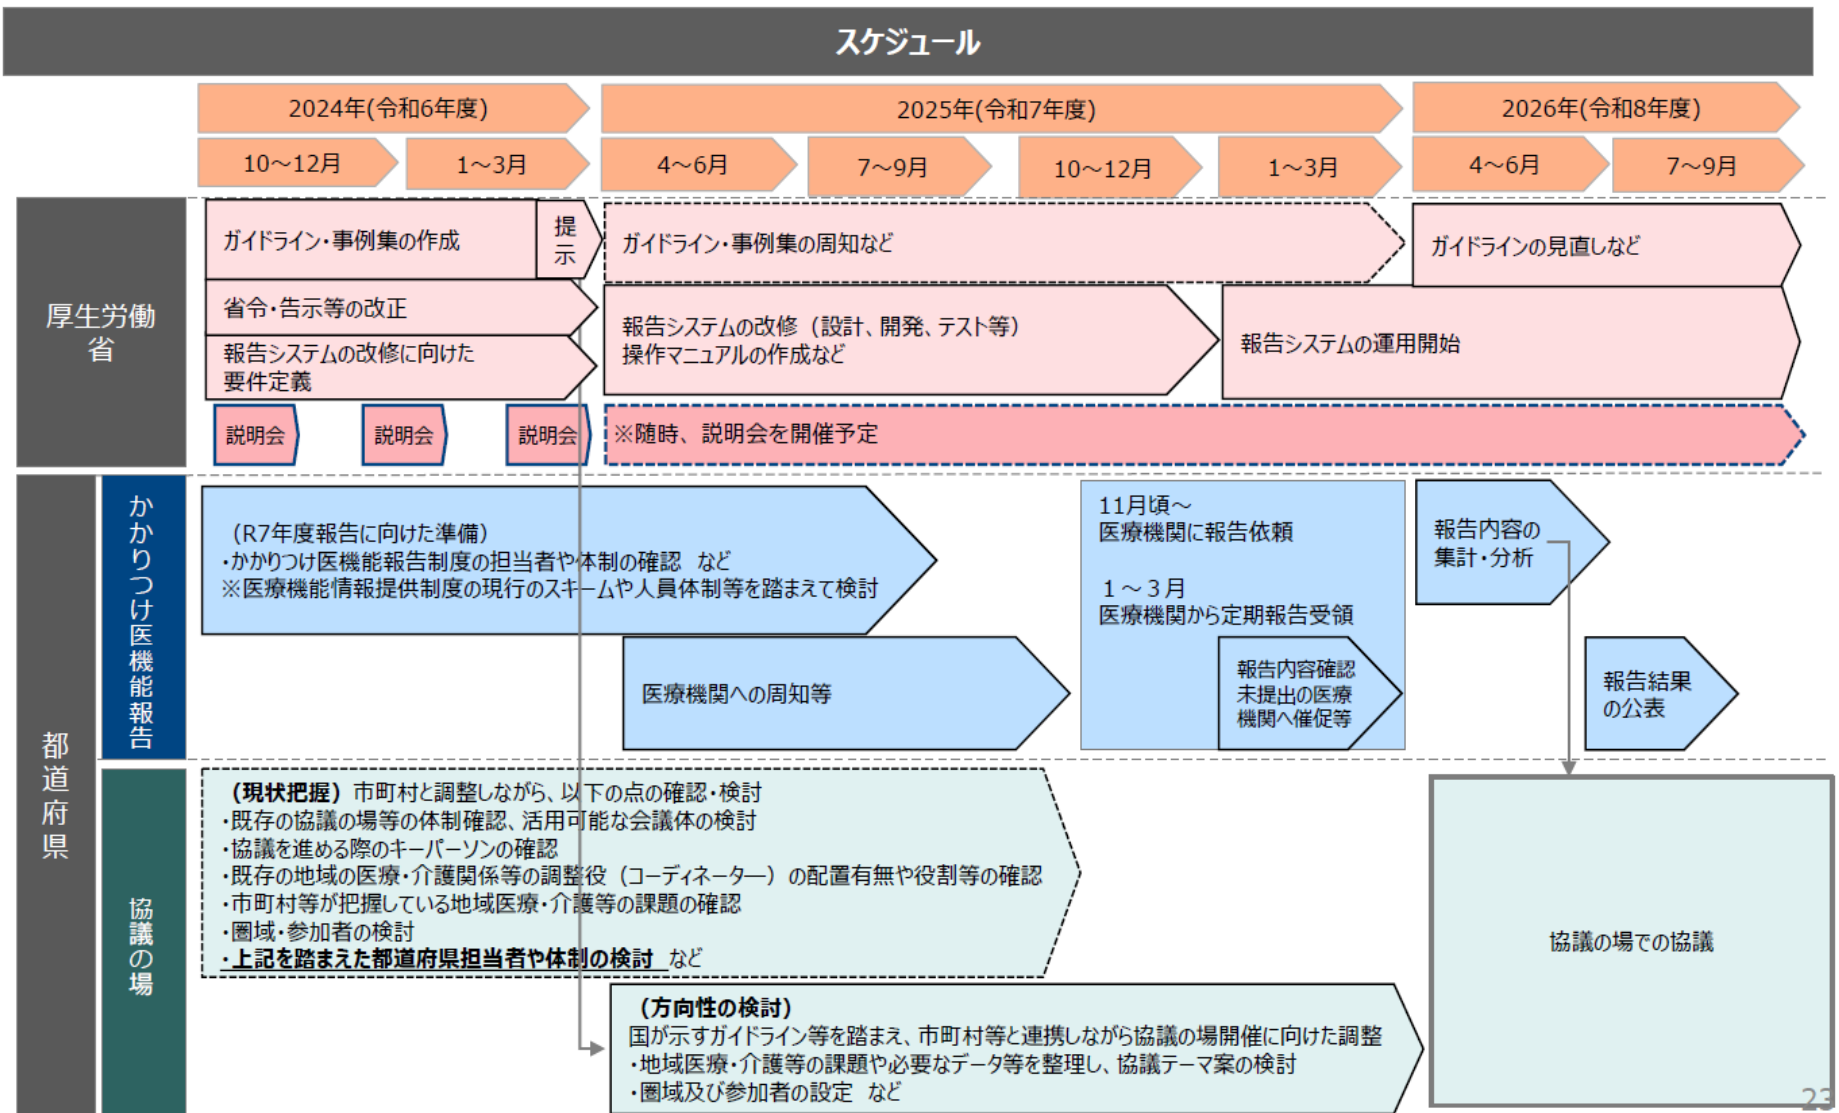 スケジュール
2024年(令和6年度)
2025年(令和7年度)
2026年(令和8年度)
10～12月
1～3月
4～6月
7～9月
10～12月
1～3月
4～6月
7～9月
厚生労働
省
ガイドライン・事例集の作成
提
示
ガイドライン・事例集の周知など
ガイドラインの見直しなど
省令・告示等の改正
報告システムの改修に向けた
要件定義
報告システムの改修（設計、開発、テスト等）
操作マニュアルの作成など
報告システムの運用開始
説明会
説明会
説明会
※随時、説明会を開催予定
都道府県
かかりつけ医機能報告
（R7年度報告に向けた準備）
・かかりつけ医機能報告制度の担当者や体制の確認 など
※医療機能情報提供制度の現行のスキームや人員体制等を踏まえて検討
医療機関への周知等
11月頃～
医療機関に報告依頼
１～３月
医療機関から定期報告受領
報告内容確認
未提出の医療
機関へ催促等
報告内容の
集計・分析
報告結果
の公表
協議の場
（現状把握）市町村と調整しながら、以下の点の確認・検討
・既存の協議の場等の体制確認、活用可能な会議体の検討
・協議を進める際のキーパーソンの確認
・既存の地域の医療・介護関係等の調整役（コーディネーター）の配置有無や役割等の確認
・市町村等が把握している地域医療・介護等の課題の確認
・圏域・参加者の検討
・上記を踏まえた都道府県担当者や体制の検討 など
（方向性の検討）
国が示すガイドライン等を踏まえ、市町村等と連携しながら協議の場開催に向けた調整
・地域医療・介護等の課題や必要なデータ等を整理し、協議テーマ案の検討
・圏域及び参加者の設定 など
協議の場での協議
23